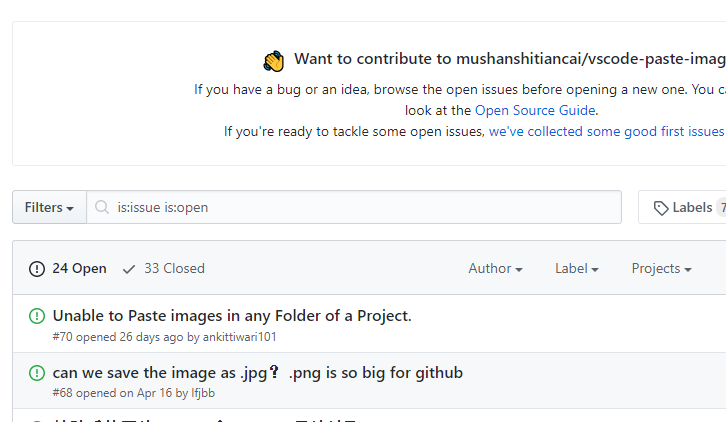 Want to contribute to mushanshitiancai/vscode-paste-imag
If you have a bug or an idea, browse the open issues before opening a new one. You ca
look at the Open Source Guide.
If you're ready to tackle some open issues, we've collected some good first issues
Filters
is:issue is:open
Labels 7
24 Open
33 Closed
Author
Label
Projects
Unable to Paste images in any Folder of a Project.
#70 opened 26 days ago by ankittiwari101
can we save the image as .jpg？ .png is so big for github
#68 opened on Apr 16 by lfjbb